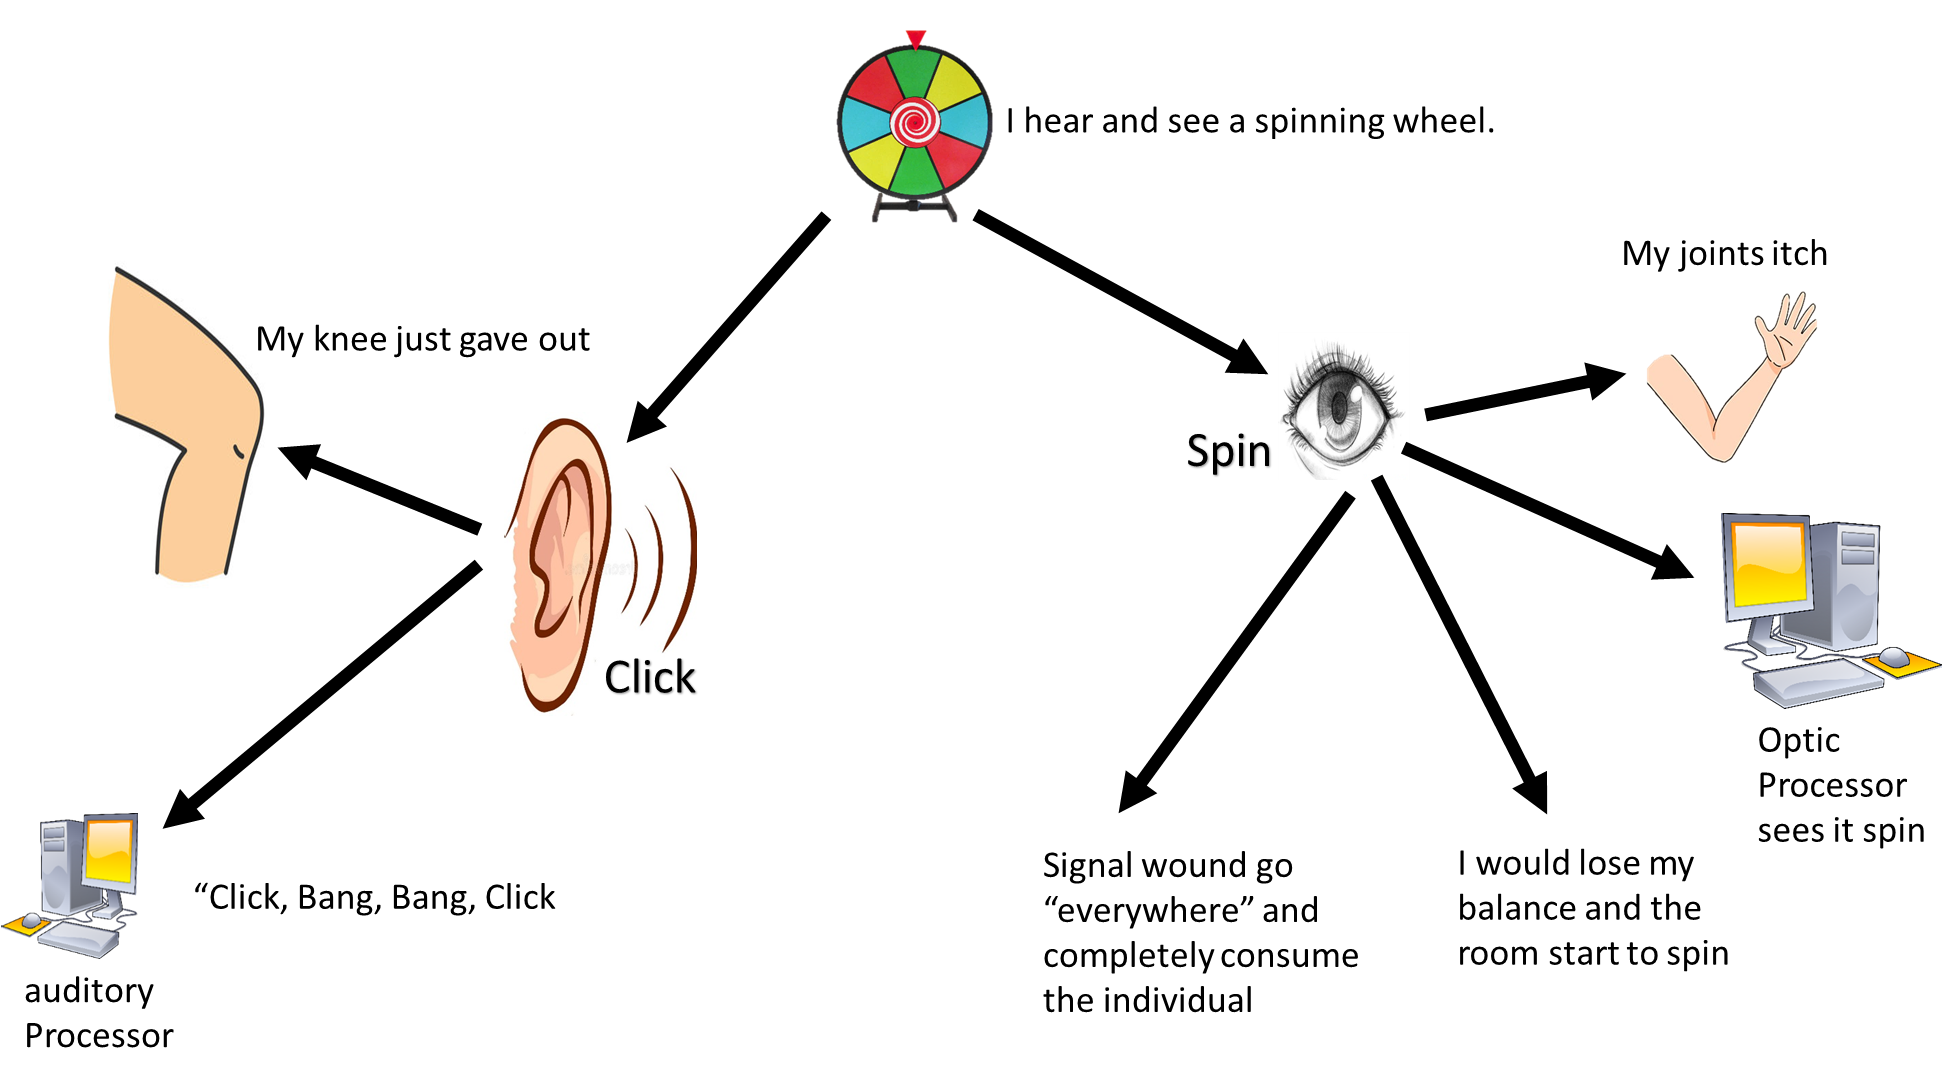 I hear and see a spinning wheel.
My joints itch
My knee just gave out
Spin
Click
Optic
Processor
sees it spin
“Click, Bang, Bang, Click
auditory
Processor
Signal wound go
“everywhere” and
completely consume
the individual
I would lose my
balance and the
room start to spin